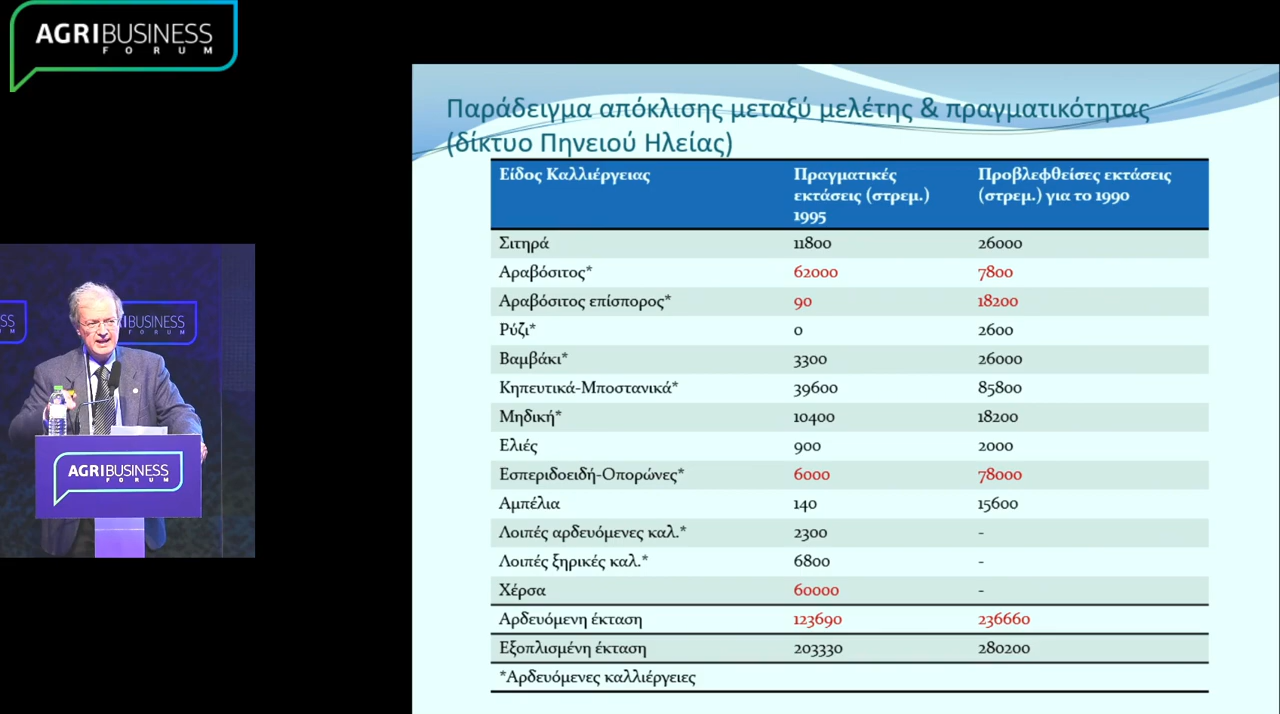 AGRIBUSINESS
FORUM
Παράδειγμα απόκλισης μεταξύ μελέτης & πραγματικότητας
(δίκτυο Πηνειού Ηλείας)
Είδος Καλλιέργειας Πραγματικές εκτάσεις (στρεμ.) 1995 Προβλεφθείσες εκτάσεις (στρεμ.) για το 1990
Σιτηρά 11800 26000
Αραβόσιτος* 62000 7800
Αραβόσιτος επίσπορος* 90 18200
Ρύζι* 0 2600
Βαμβάκι* 3300 26000
Κηπευτικά-Μποστανικά* 39600 85800
Μηδική* 10400 18200
Ελιές 900 2000
Εσπεριδοειδή-Οπορώνες* 6000 78000
Αμπέλια 140 15600
Λοιπές αρδευόμενες καλ.* 2300 -
Λοιπές ξηρικές καλ.* 6800 -
Χέρσα 60000 -
Αρδευόμενη έκταση 123690 236660
Εξοπλισμένη έκταση 203330 280200
*Αρδευόμενες καλλιέργειες
BUSINESS
FORUM
AGRIBUSINESS
FORUM